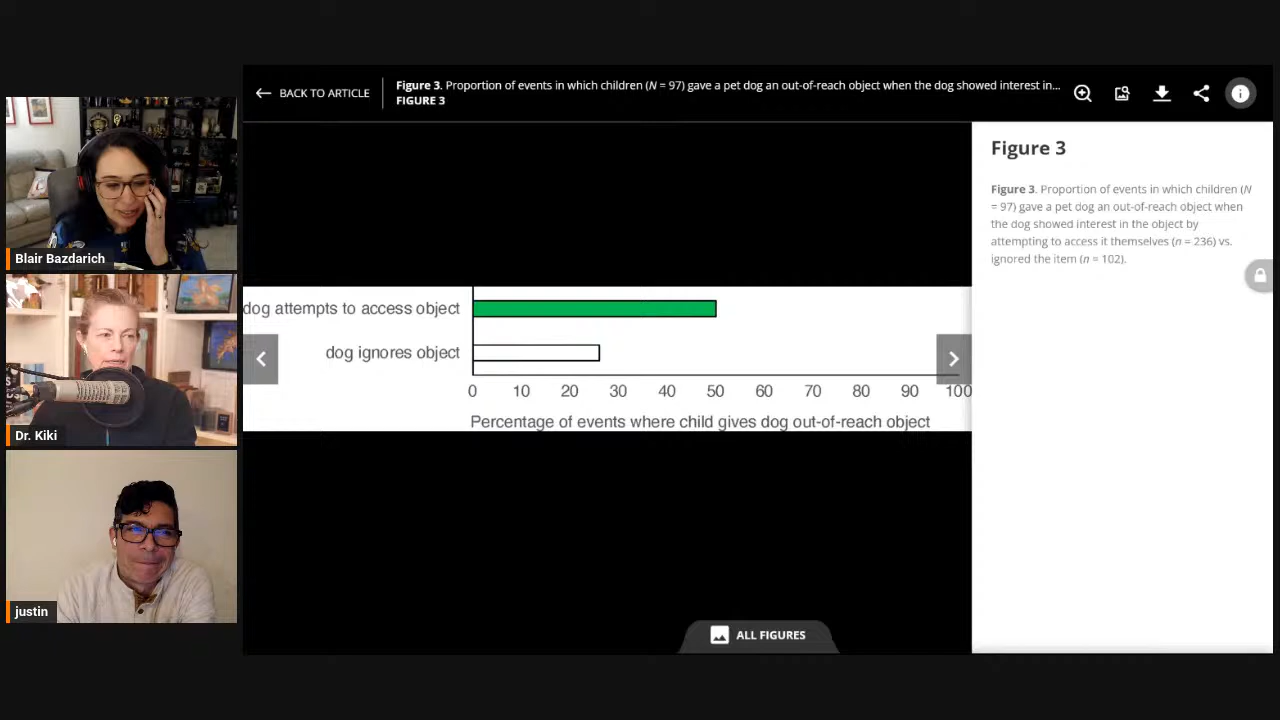 BACK TO ARTICLE
Figure 3. Proportion of events in which children (N = 97) gave a pet dog an out-of-reach object when the dog showed interest in...
FIGURE 3
Blair Bazdarich
Dr. Kiki
justin
dog attempts to access object
dog ignores object
0 10 20 30 40 50 60 70 80 90 100
Percentage of events where child gives dog out-of-reach object
ALL FIGURES
Figure 3
Figure 3. Proportion of events in which children (N
= 97) gave a pet dog an out-of-reach object when
the dog showed interest in the object by
attempting to access it themselves (n = 236) vs.
ignored the item (n = 102).